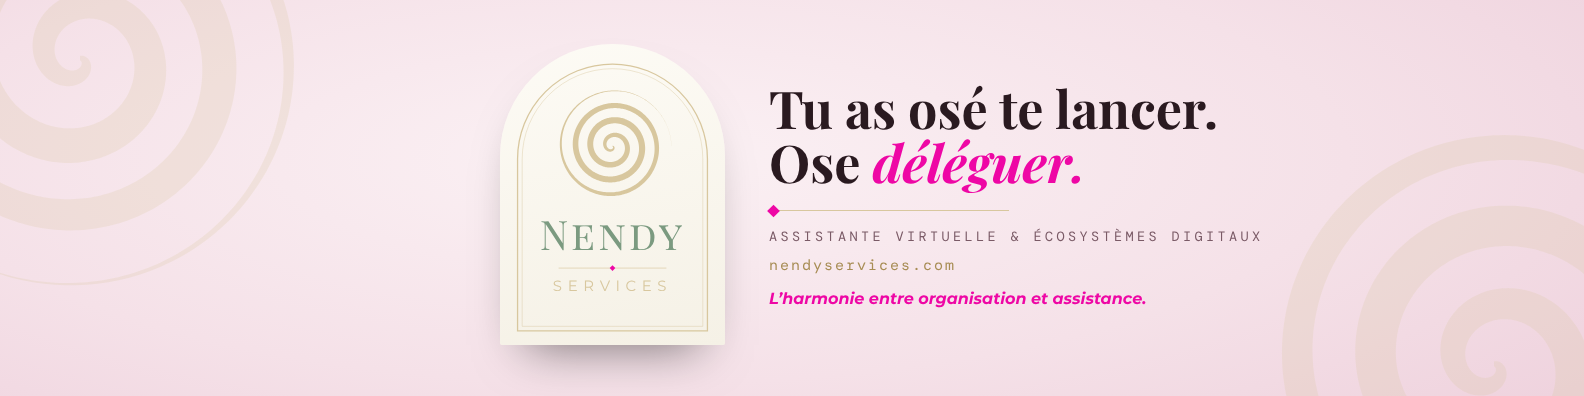 NENDY
SERVICES
Tu as osé te lancer.
Ose déléguer.
ASSISTANTE VIRTUELLE & ÉCOSYSTÈMES DIGITAUX
nendyservices.com
L’harmonie entre organisation et assistance.